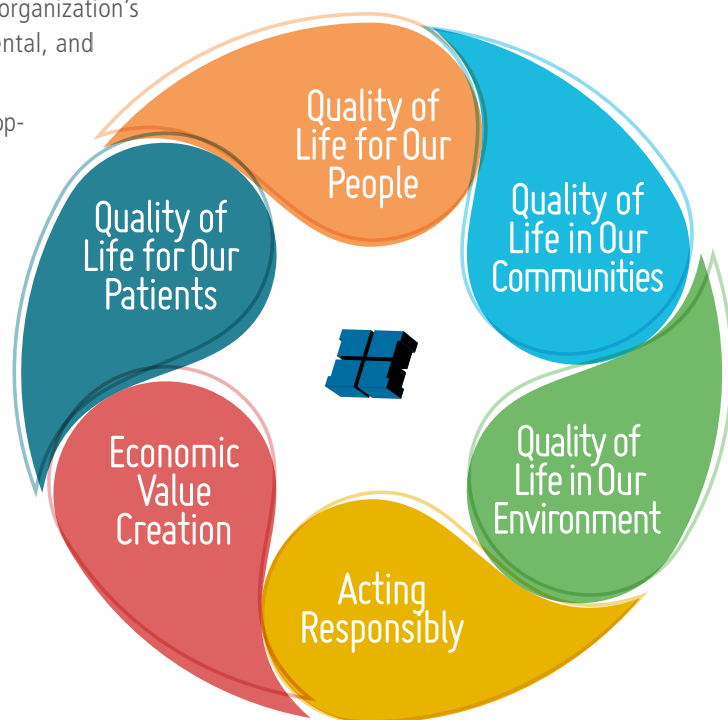 organization's
ental, and
op-
Quality of
Life for Our
People
Quality of
Life in Our
Communities
Quality of
Life in Our
Environment
Acting
Responsibly
Economic
Value
Creation
Quality of
Life for Our
Patients